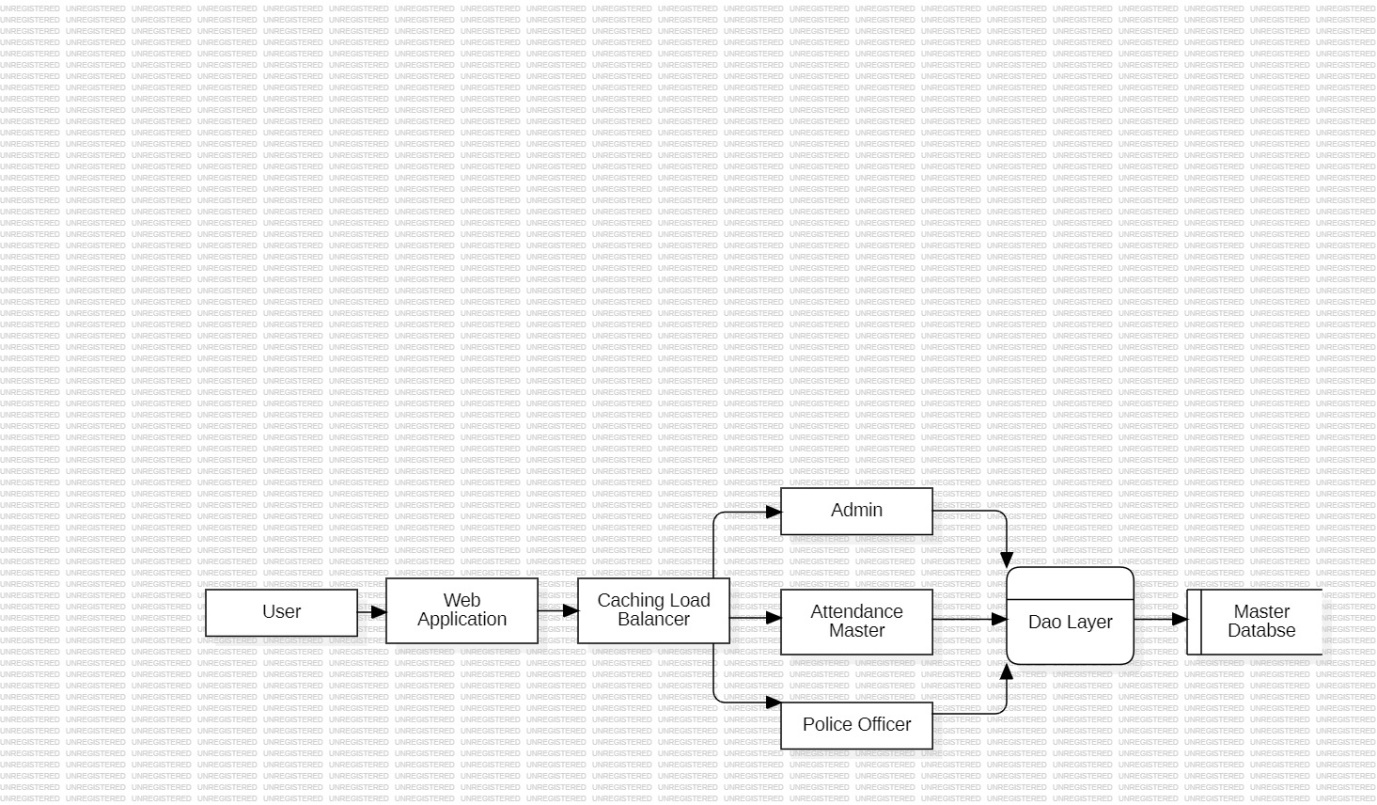 User
Web
Application
Caching Load
Balancer
Admin
Attendance
Master
Police Officer
Dao Layer
Master
Databse
UNREGISTERED